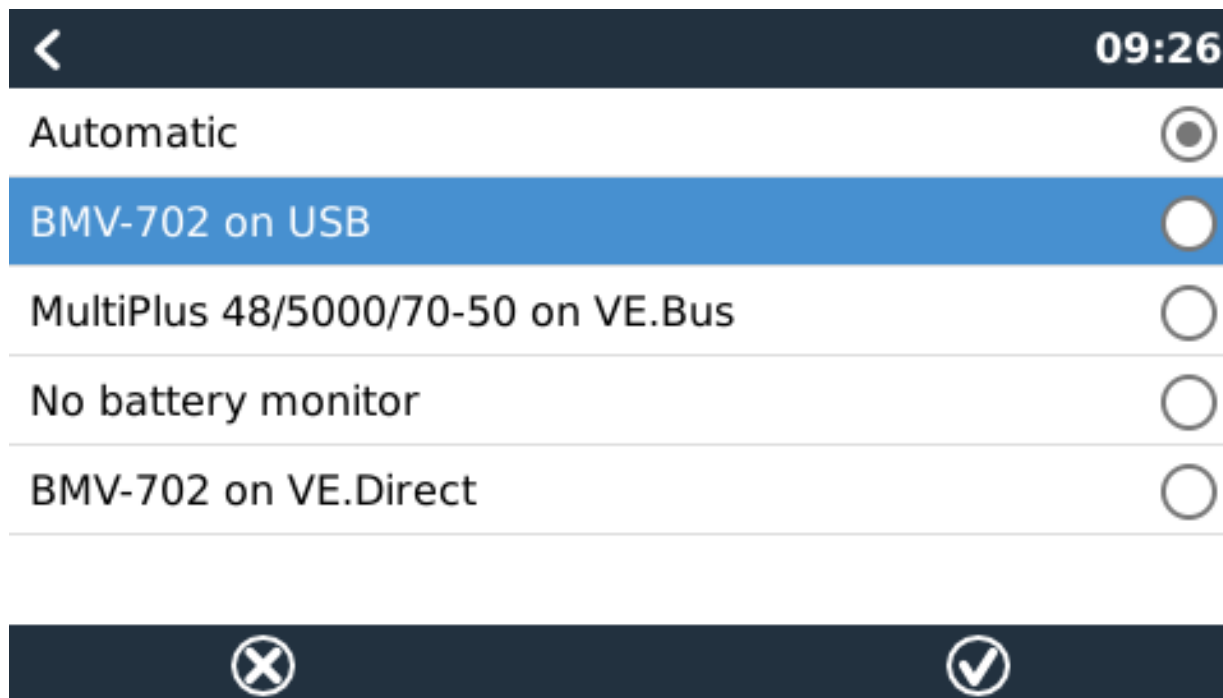 09:26
Automatic
BMV-702 on USB
MultiPlus 48/5000/70-50 on VE.Bus
No battery monitor
BMV-702 on VE.Direct